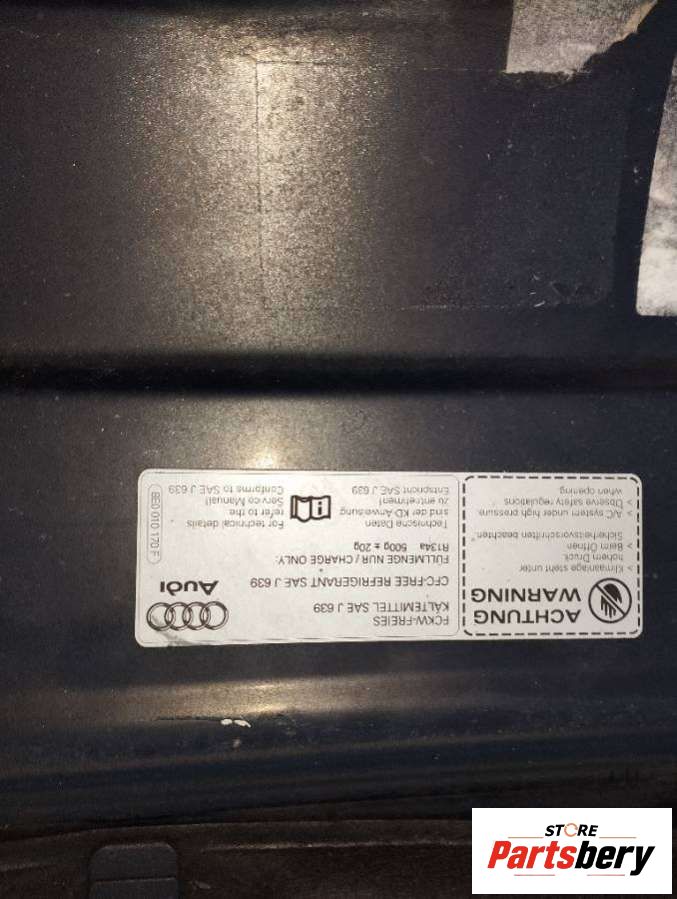 ACHTUNG
WARNING
> Klimaanlage steht unter
hohem Druck
> Beim Öffnen
Sicherheitsvorschriften beachten
> A/C system under high pressure
> Observe safety regulations
when opening
FCKW-FREIES
KÄLTEMITTEL SAE J 639
CFC-FREE REFRIGERANT SAE J 639
FÜLLMENGE NUR / CHARGE ONLY:
R134a 500g ± 20g
Technische Daten
sind der KD Anweisung
zu entnehmen!
Entspricht SAE J 639
For technical details
refer to the
Service Manual!
Conforms to SAE J 639
Audi
8E0 010 170 F
STORE
Partsbery